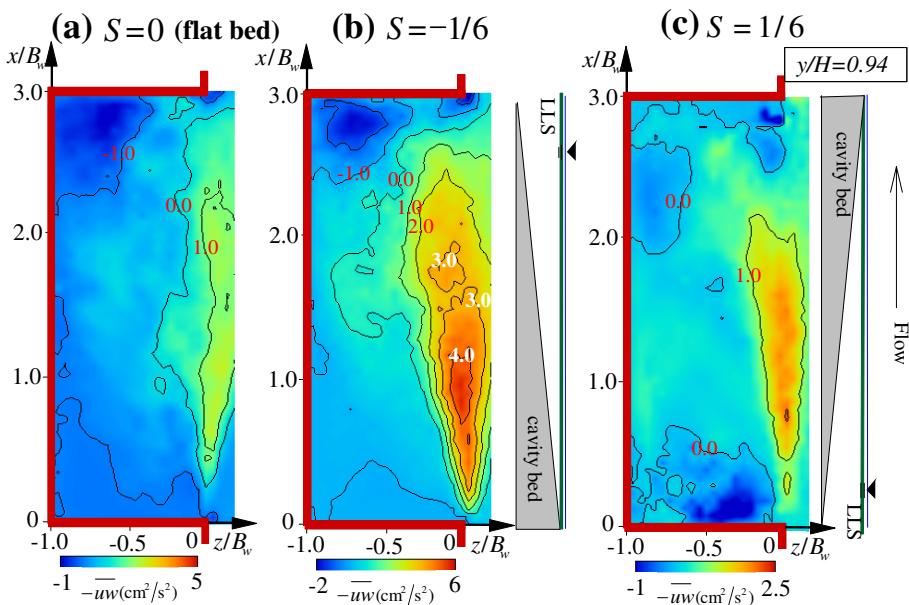 (a) S=0 (flat bed)
x/B_w
3.0
2.0
1.0
0
-1.0
0.0
1.0
-1.0 -0.5 z/B_w
-1 5
-uw(cm²/s²)
(b) S=−1/6
x/B_w
3.0
2.0
1.0
0
-1.0
0.0
1.0
2.0
3.0
3.0
4.0
-1.0 -0.5 0 z/B_w
-2 6
-uw(cm²/s²)
LLS
cavity bed
(c) S = 1/6
x/B_w
y/H=0.94
3.0
2.0
1.0
0
0.0
1.0
0.0
-1.0 -0.5 0 z/B_w
-1 2.5
-uw(cm²/s²)
cavity bed
LLS
Flow